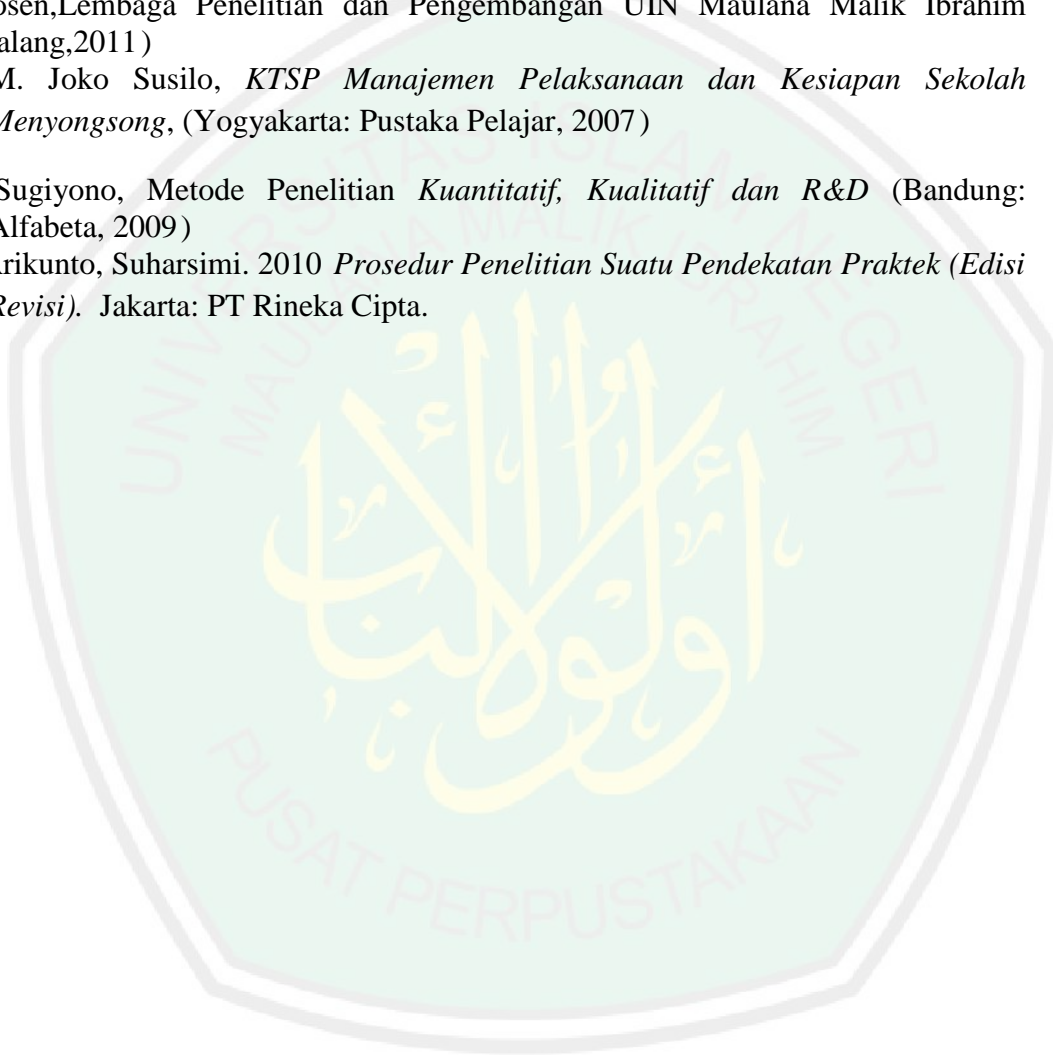 osen,Lembaga Penelitian dan Pengembangan UIN Maulana Malik Ibrahim
alang,2011)
M. Joko Susilo, KTSP Manajemen Pelaksanaan dan Kesiapan Sekolah
Menyongsong, (Yogyakarta: Pustaka Pelajar, 2007)
Sugiyono, Metode Penelitian Kuantitatif, Kualitatif dan R&D (Bandung:
Alfabeta, 2009)
rikunto, Suharsimi. 2010 Prosedur Penelitian Suatu Pendekatan Praktek (Edisi
Revisi). Jakarta: PT Rineka Cipta.
UNIVERSITAS ISLAM NEGERI
MAULANA MALIK IBRAHIM
أولوا الألباب
PUSAT PERPUSTAKAAN